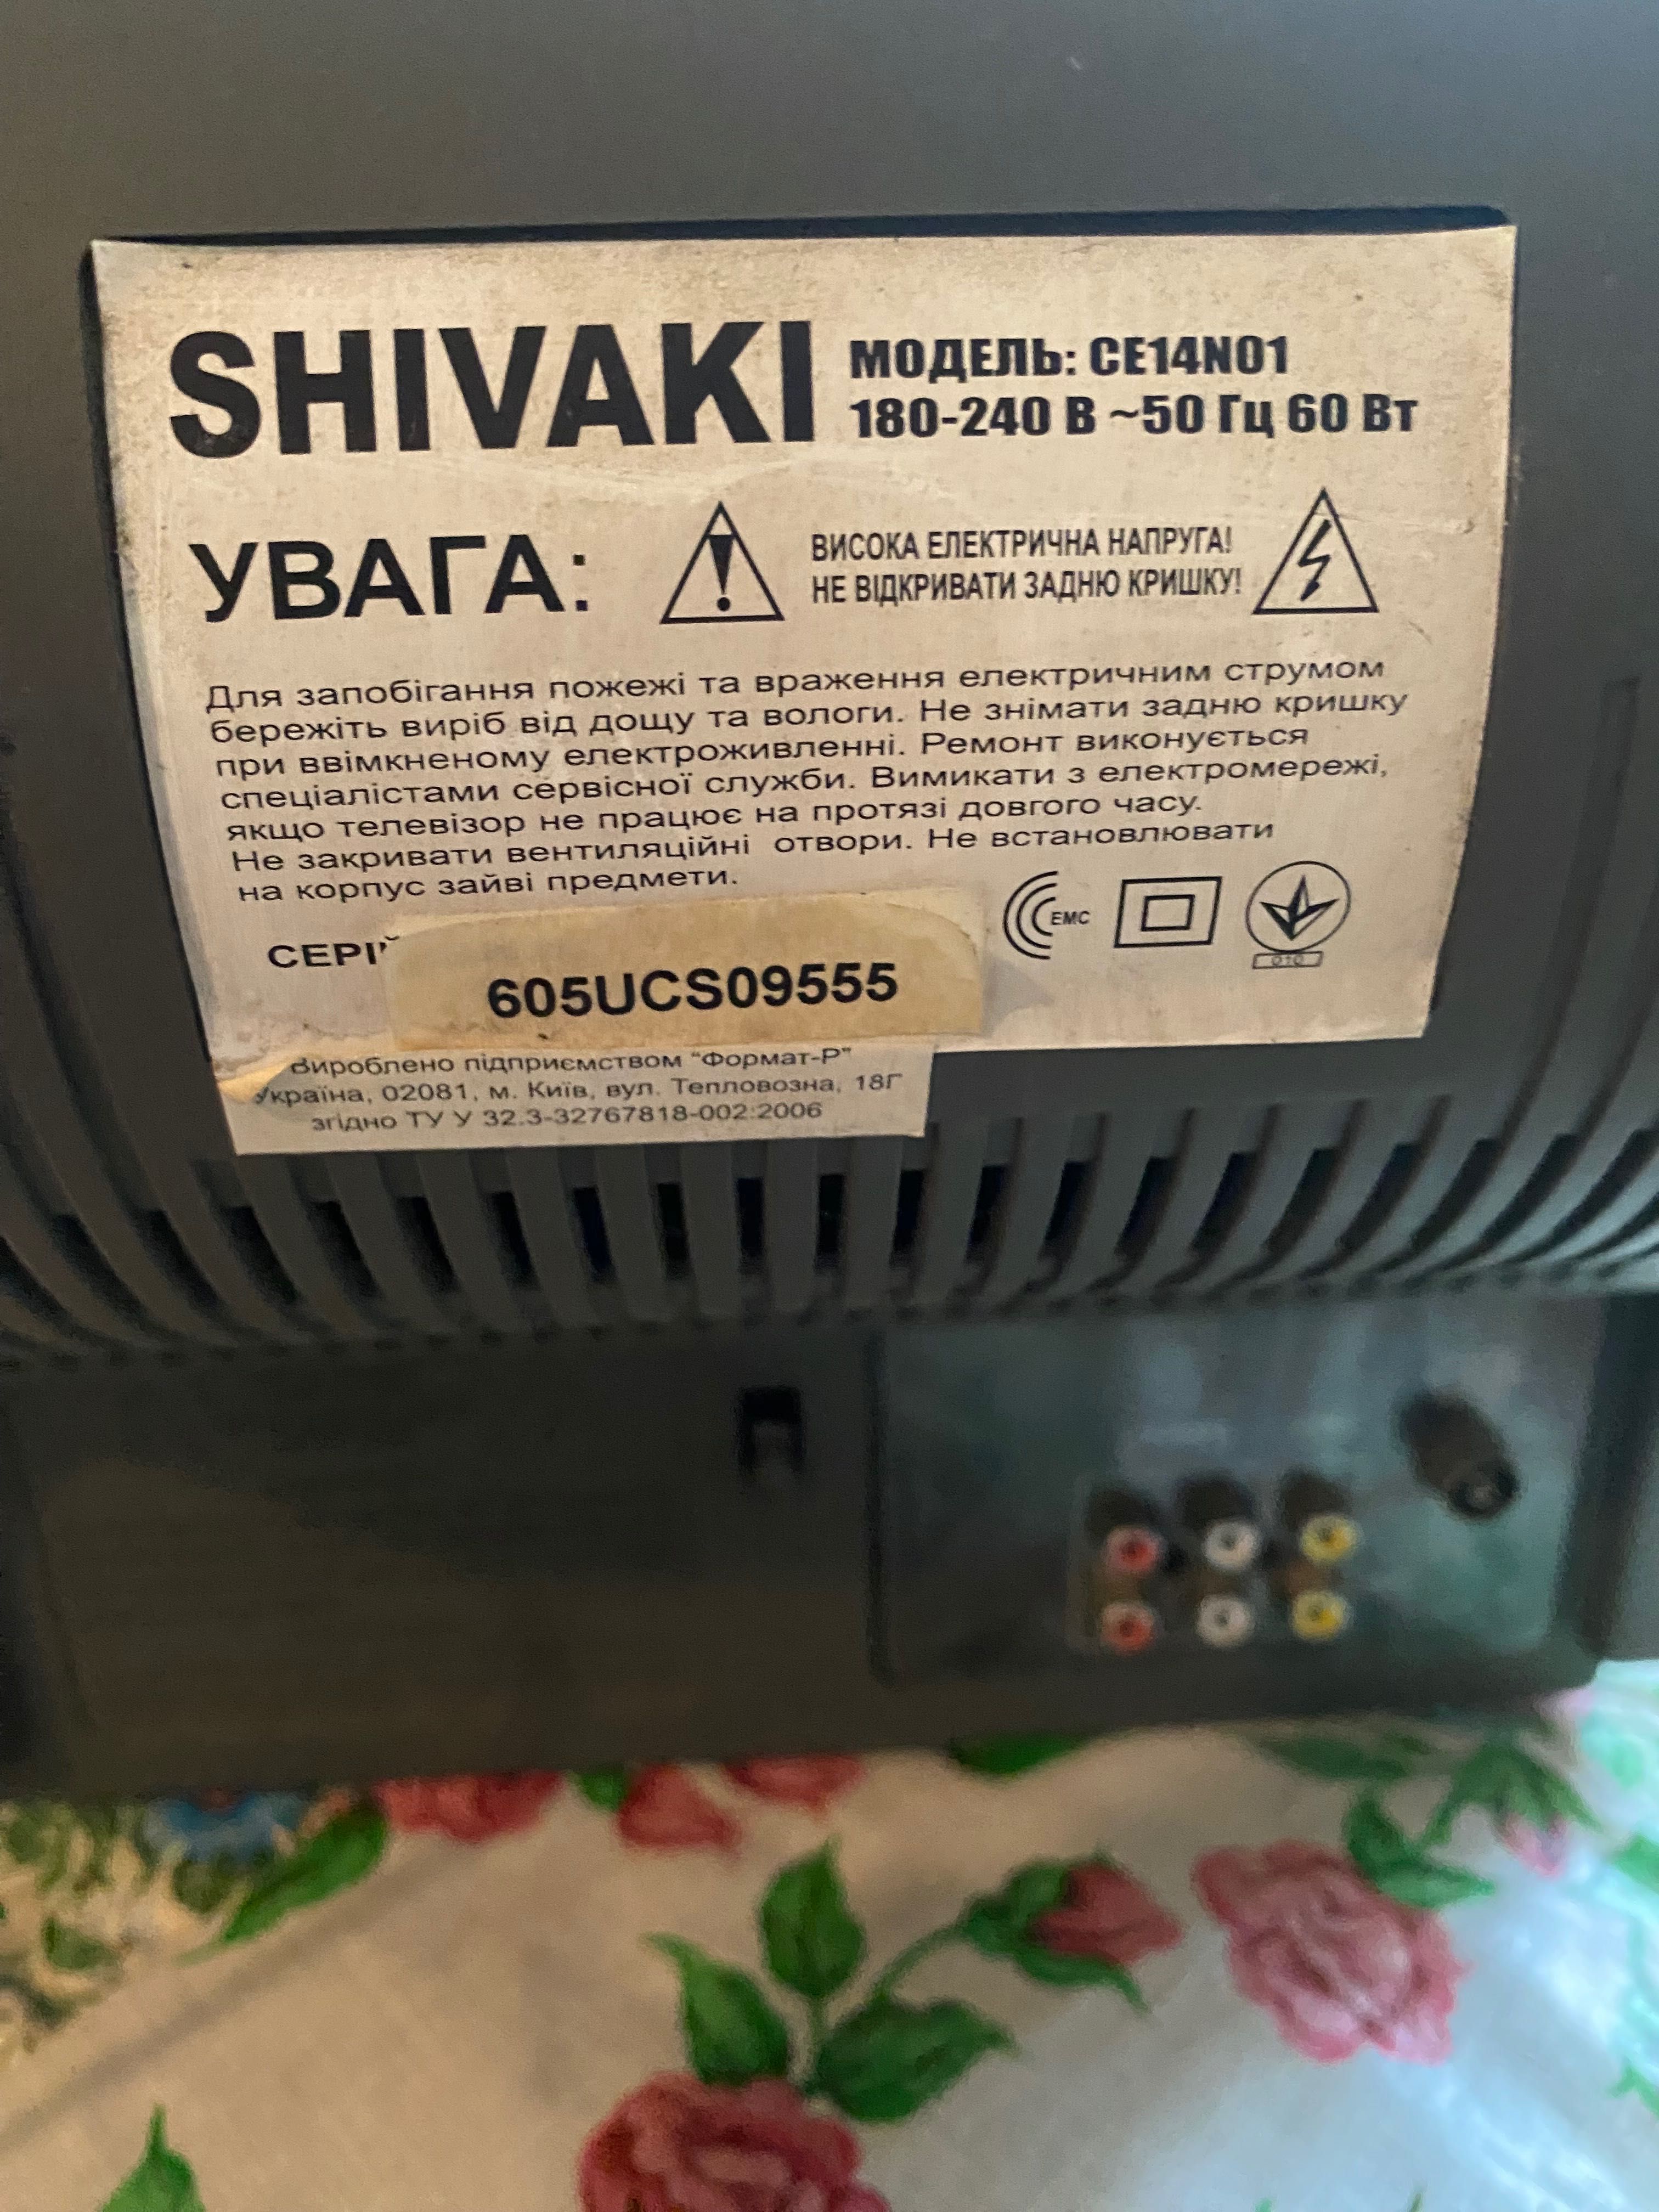 SHIVAKI
МОДЕЛЬ: CE14N01
180-240 В ~50 Гц 60 Вт
УВАГА:
ВИСОКА ЕЛЕКТРИЧНА НАПРУГА!
НЕ ВІДКРИВАТИ ЗАДНЮ КРИШКУ!
Для запобігання пожежі та враження електричним струмом
бережіть виріб від дощу та вологи. Не знімати задню кришку
при ввімкненому електроживленні. Ремонт виконується
спеціалістами сервісної служби. Вимикати з електромережі,
якщо телевізор не працює на протязі довгого часу.
Не закривати вентиляційні отвори. Не встановлювати
на корпус зайві предмети.
EMC
010
СЕРІЙ
605UCS09555
Вироблено підприємством "Формат-Р"
Україна, 02081, м. Київ, вул. Тепловозна, 18Г
згідно ТУ У 32.3-32767818-002:2006